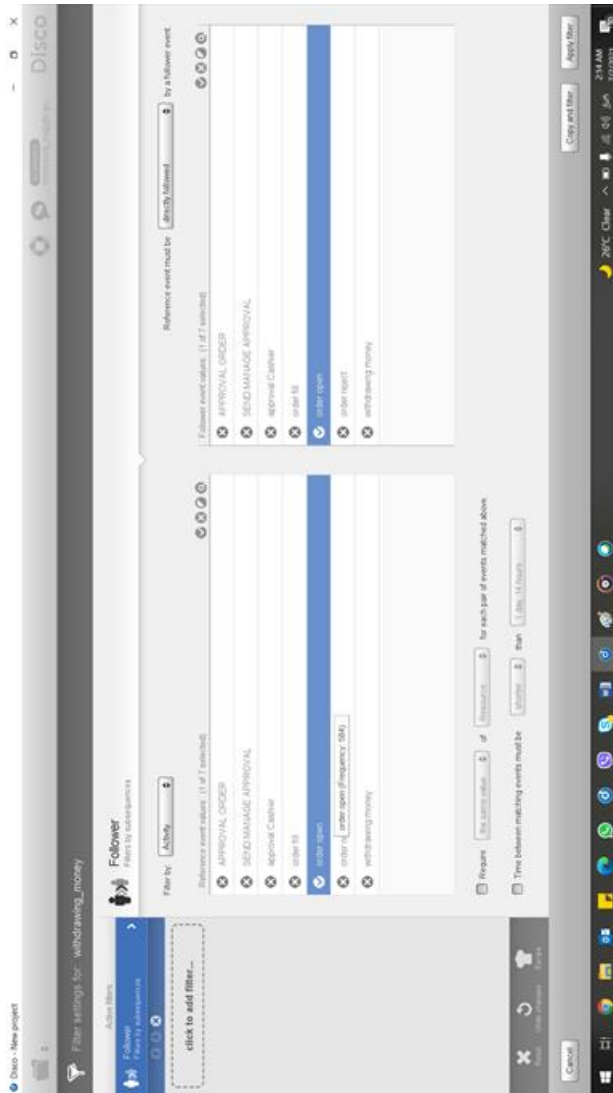 Disco - New project
Disco
Filter settings for: withdrawing_money
Active filters
Follower
Filters by subsequences
click to add filter...
Follower
Filters by subsequences
Filter by: Activity
Reference event must be directly followed by a follower event.
Reference event values: (1 of 7 selected)
APPROVAL ORDER
SEND MANAGE APPROVAL
approval Cashier
order fill
order open
order open (Frequency: 584)
withdrawing money
Follower event values: (1 of 7 selected)
APPROVAL ORDER
SEND MANAGE APPROVAL
approval Cashier
order fill
order open
order reject
withdrawing money
Require the same value of Resource for each pair of events matched above.
Time between matching events must be shorter than 1 day, 14 hours
Reset
Undo changes
Recipe
Cancel
Copy and filter
Apply filter
26°C Clear
2:14 AM